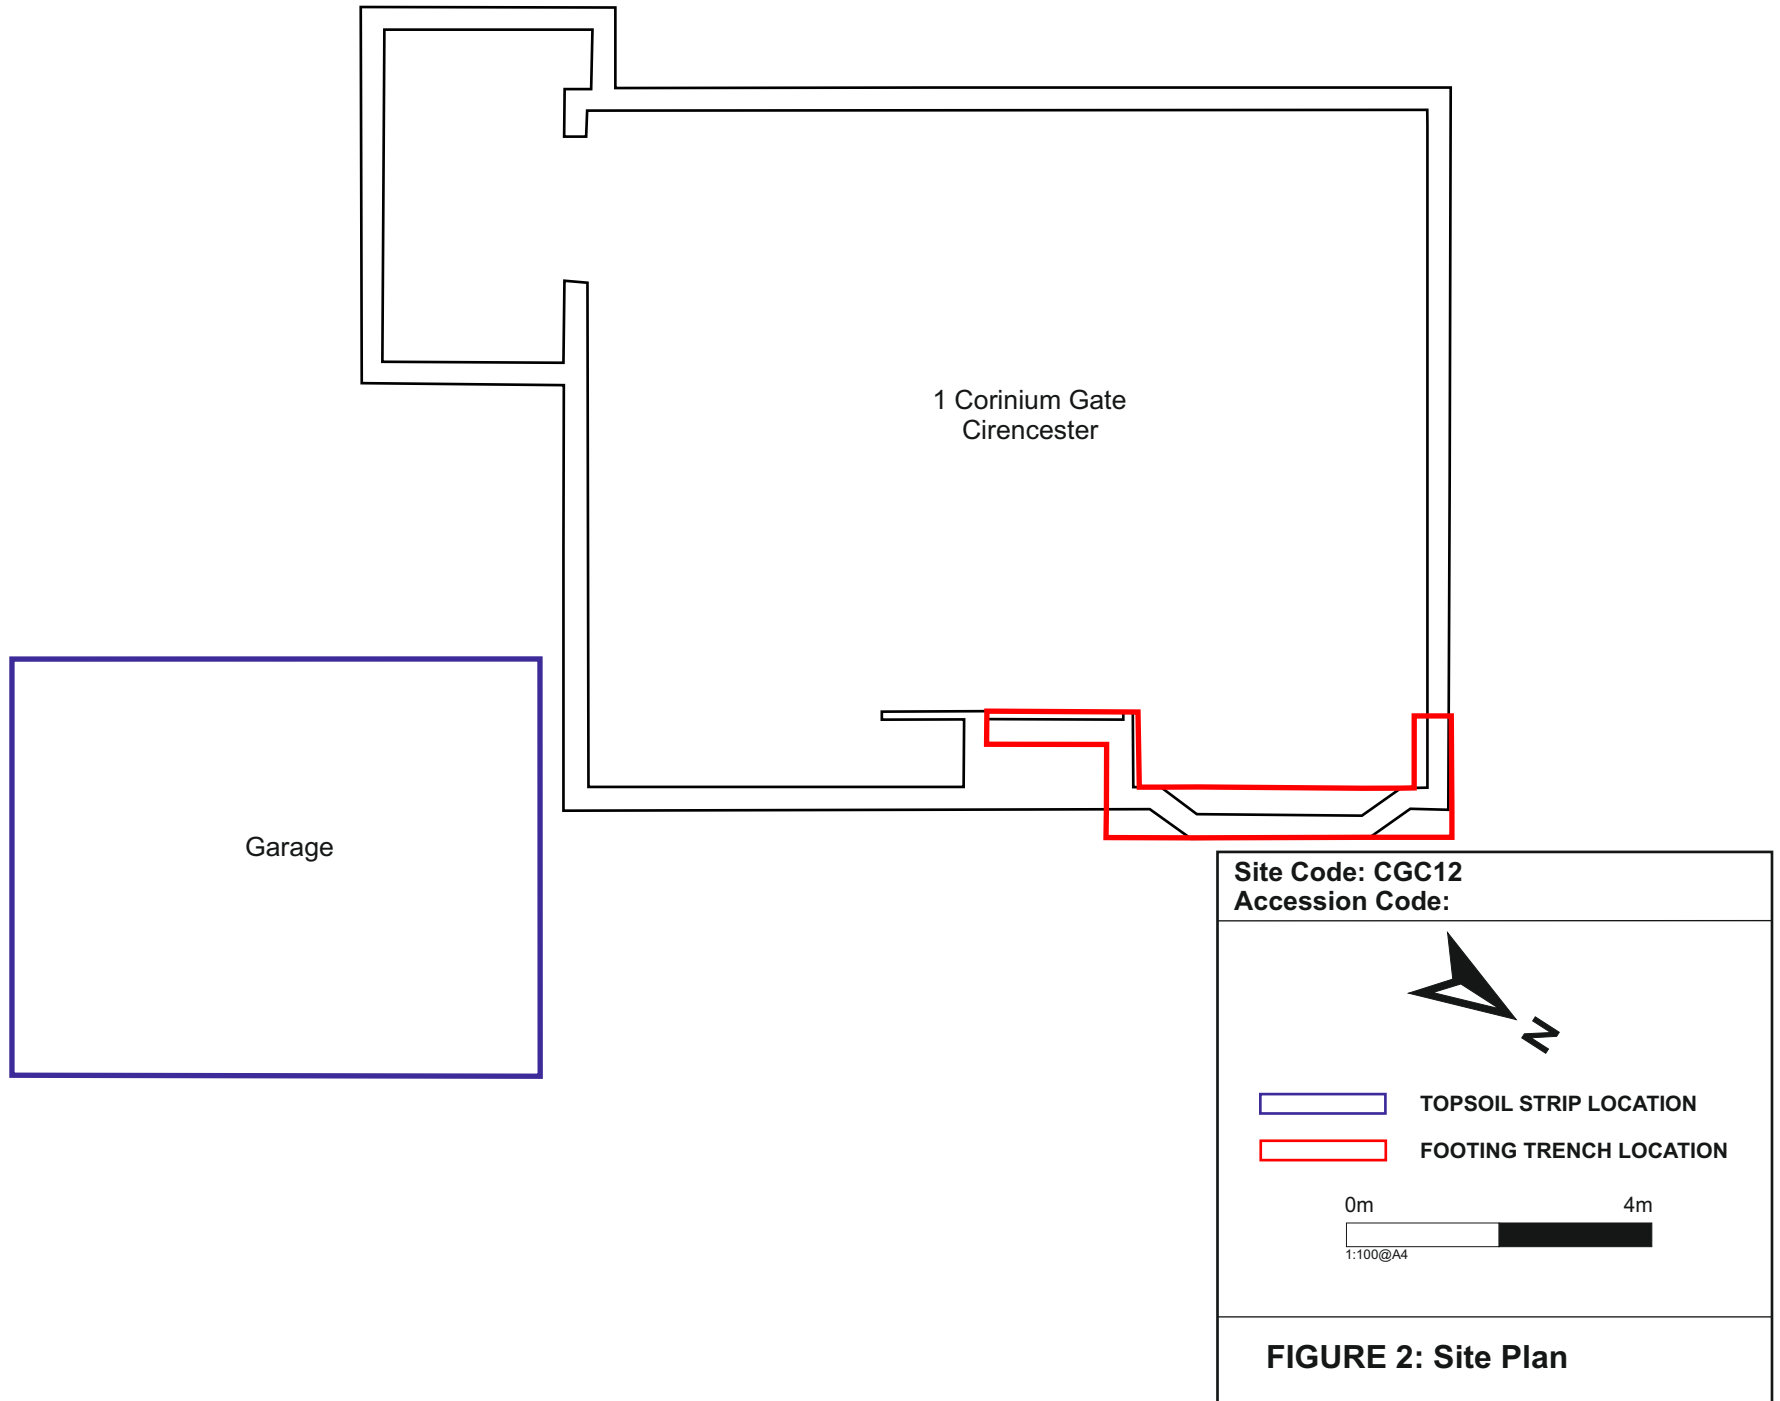 1 Corinium Gate
Cirencester
Garage
Site Code: CGC12
Accession Code:
N
TOPSOIL STRIP LOCATION
FOOTING TRENCH LOCATION
0m 4m
1:100@A4
FIGURE 2: Site Plan